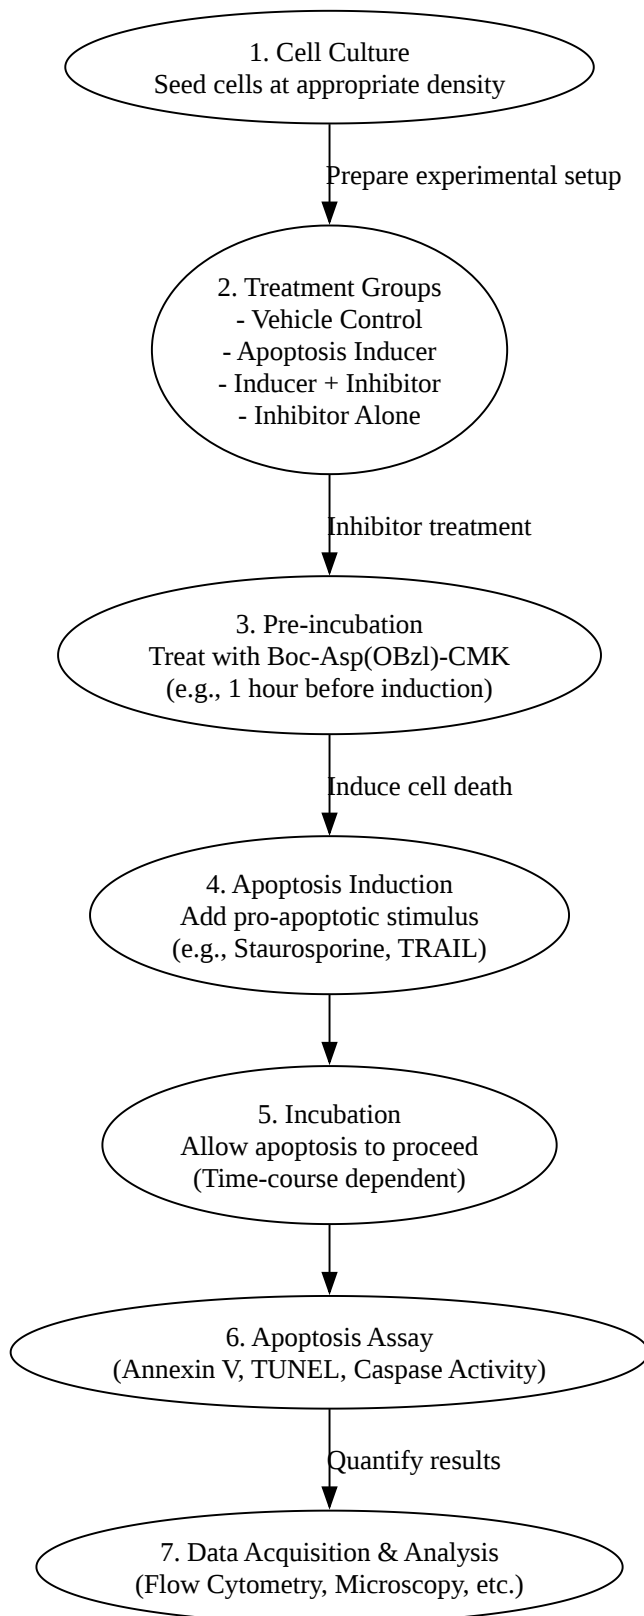 1. Cell Culture
Seed cells at appropriate density
Prepare experimental setup
2. Treatment Groups
- Vehicle Control
- Apoptosis Inducer
- Inducer + Inhibitor
- Inhibitor Alone
Inhibitor treatment
3. Pre-incubation
Treat with Boc-Asp(OBzl)-CMK
(e.g., 1 hour before induction)
Induce cell death
4. Apoptosis Induction
Add pro-apoptotic stimulus
(e.g., Staurosporine, TRAIL)
5. Incubation
Allow apoptosis to proceed
(Time-course dependent)
6. Apoptosis Assay
(Annexin V, TUNEL, Caspase Activity)
Quantify results
7. Data Acquisition & Analysis
(Flow Cytometry, Microscopy, etc.)